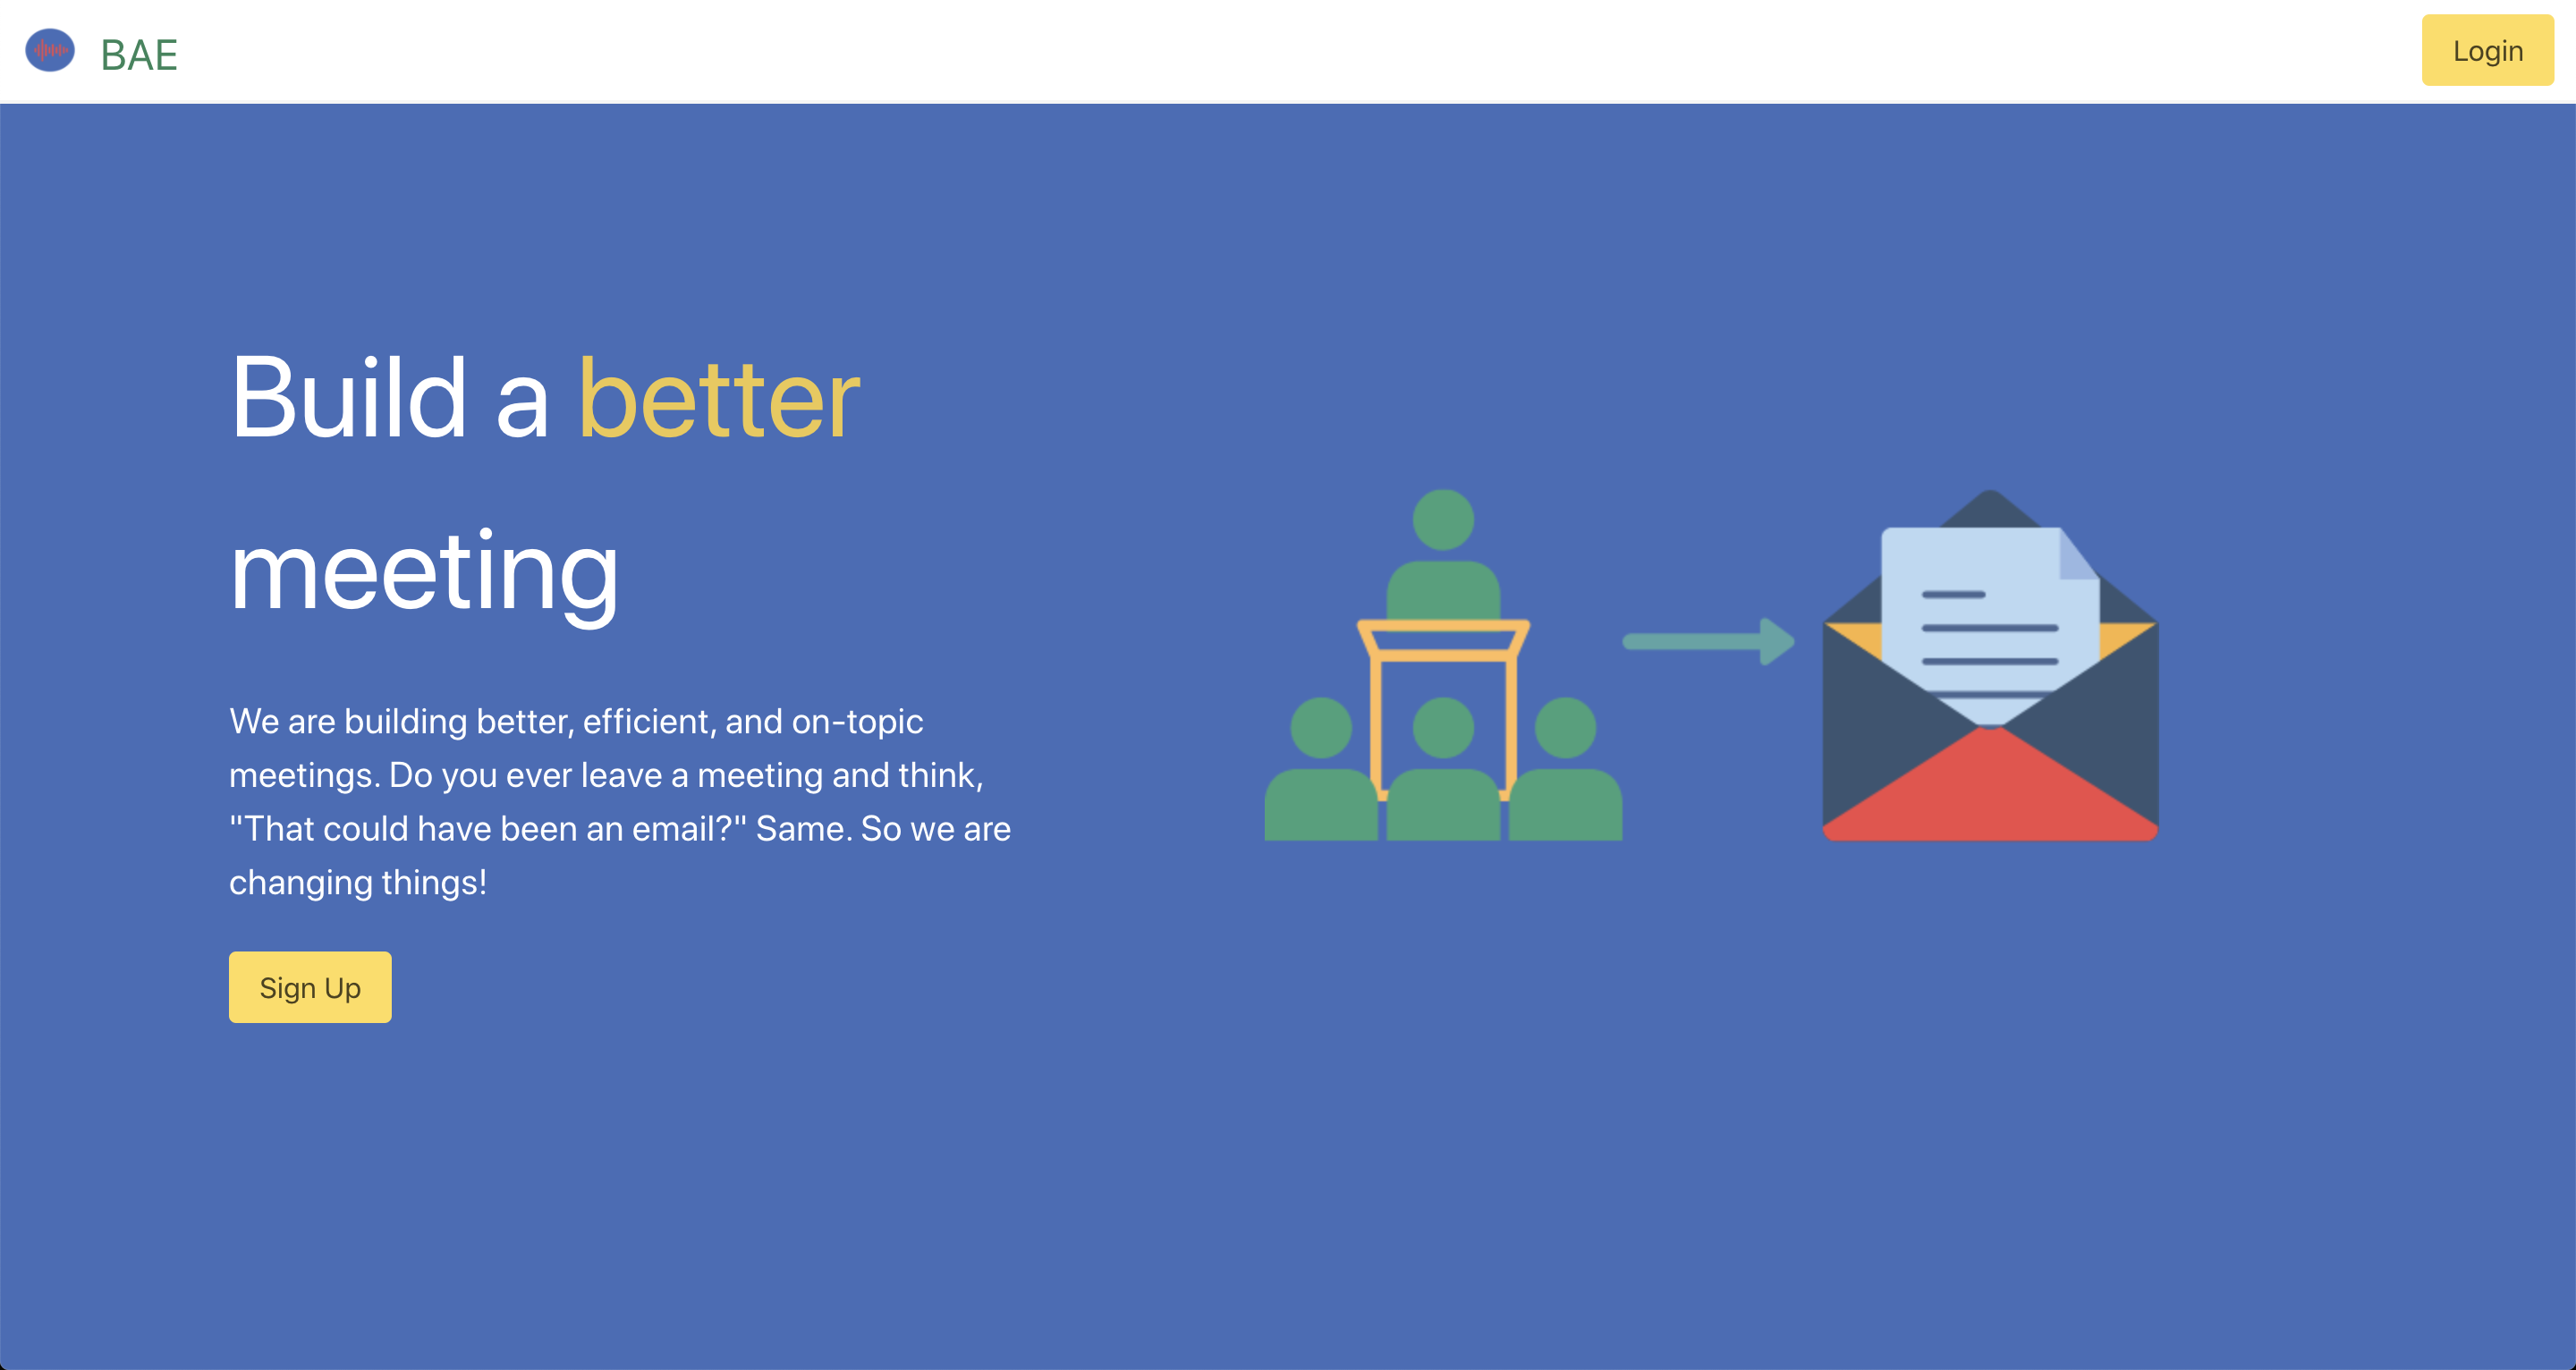 BAE
Login
Build a better
meeting
We are building better, efficient, and on-topic
meetings. Do you ever leave a meeting and think,
"That could have been an email?" Same. So we are
changing things!
Sign Up